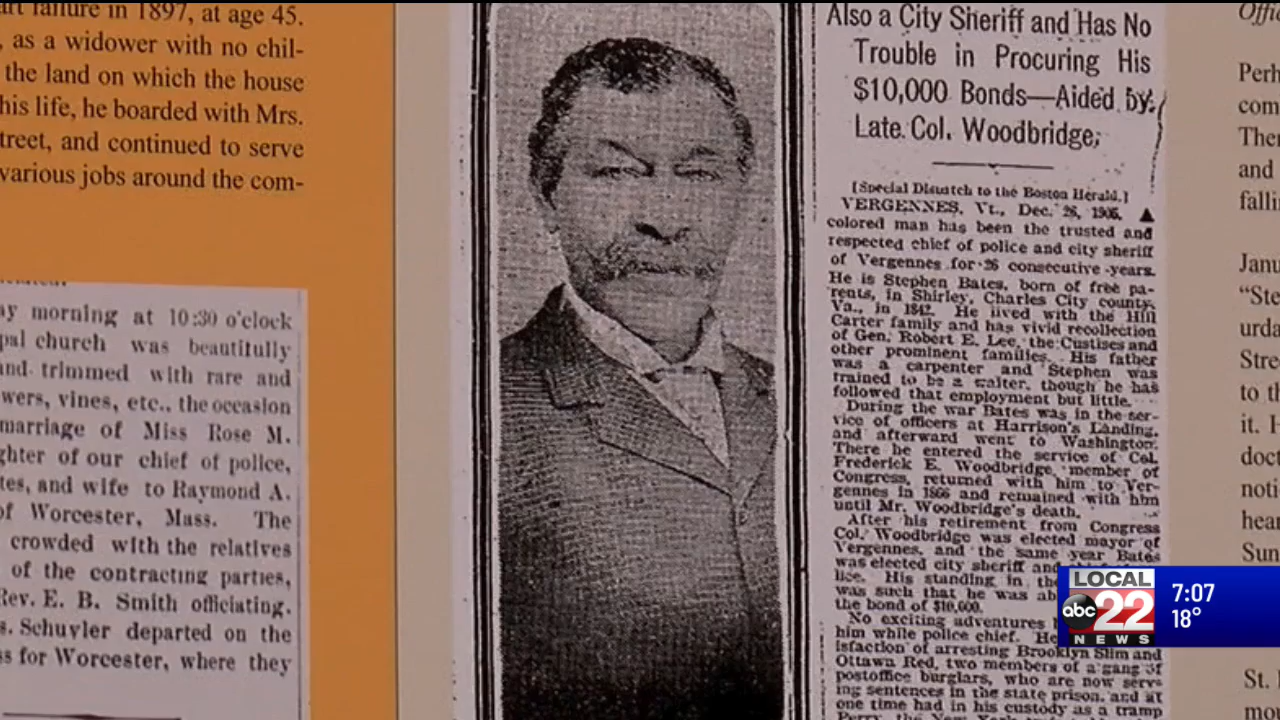 art failure in 1897, at age 45.
, as a widower with no chil-
the land on which the house
his life, he boarded with Mrs.
treet, and continued to serve
various jobs around the com-
ay morning at 10:30 o'clock
pal church was beautifully
and trimmed with rare and
wers, vines, etc., the occasion
marriage of Miss Rose M.
ghter of our chief of police,
tes, and wife to Raymond A.
of Worcester, Mass. The
crowded with the relatives
of the contracting parties,
Rev. E. B. Smith officiating.
s. Schuyler departed on the
ss for Worcester, where they
Also a City Sheriff and Has No
Trouble in Procuring His
$10,000 Bonds—Aided by
Late Col. Woodbridge,
[Special Disutch to the Boston Herald.]
VERGENNES, Vt., Dec. 26, 1905. ▲
colored man has been the trusted and
respected chief of police and city sheriff
of Vergennes for 26 consecutive years.
He is Stephen Bates, born of free pa-
rents, in Shirley, Charles City county,
Va., in 1842. He lived with the Hill
Carter family and has vivid recollection
of Gen. Robert E. Lee, the Custises and
other prominent families. His father
was a carpenter and Stephen was
trained to be a waiter, though he has
followed that employment but little.
During the war Bates was in the ser-
vice of officers at Harrison's Landing,
and afterward went to Washington.
There he entered the service of Col.
Frederick E. Woodbridge, member of
Congress, returned with him to Ver-
gennes in 1866 and remained with him
until Mr. Woodbridge's death.
After his retirement from Congress
Col. Woodbridge was elected mayor of
Vergennes, and the same year Bates
was elected city sheriff and
lice. His standing in the
was such that he was ab
the bond of $10,000.
No exciting adventures
him while police chief. He
isfaction of arresting Brooklyn Slim and
Ottawa Red, two members of a gang of
postoffice burglars, who are now serv-
ing sentences in the state prison, and at
one time had in his custody as a tramp
Perry, the New York
Offic
Perh
com
Ther
and
falli
Janu
“Ste
urda
Stre
to th
it. H
doct
noti
hear
Sun
St. I
mou
LOCAL
abc 22
NEWS
7:07
18°